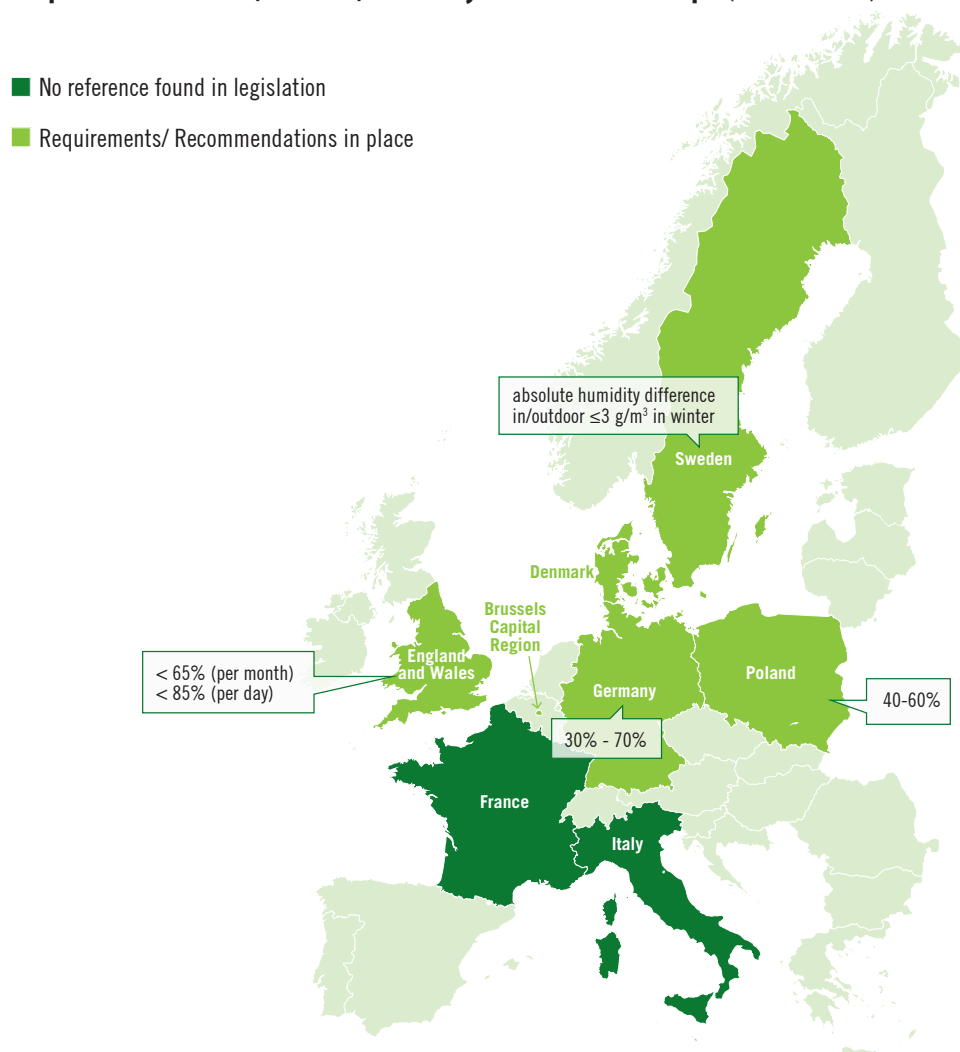 No reference found in legislation
Requirements/ Recommendations in place
absolute humidity difference
in/outdoor ≤3 g/m³ in winter
Sweden
Denmark
Brussels
Capital
Region
England
and Wales
< 65% (per month)
< 85% (per day)
Germany
30% - 70%
Poland
40-60%
France
Italy